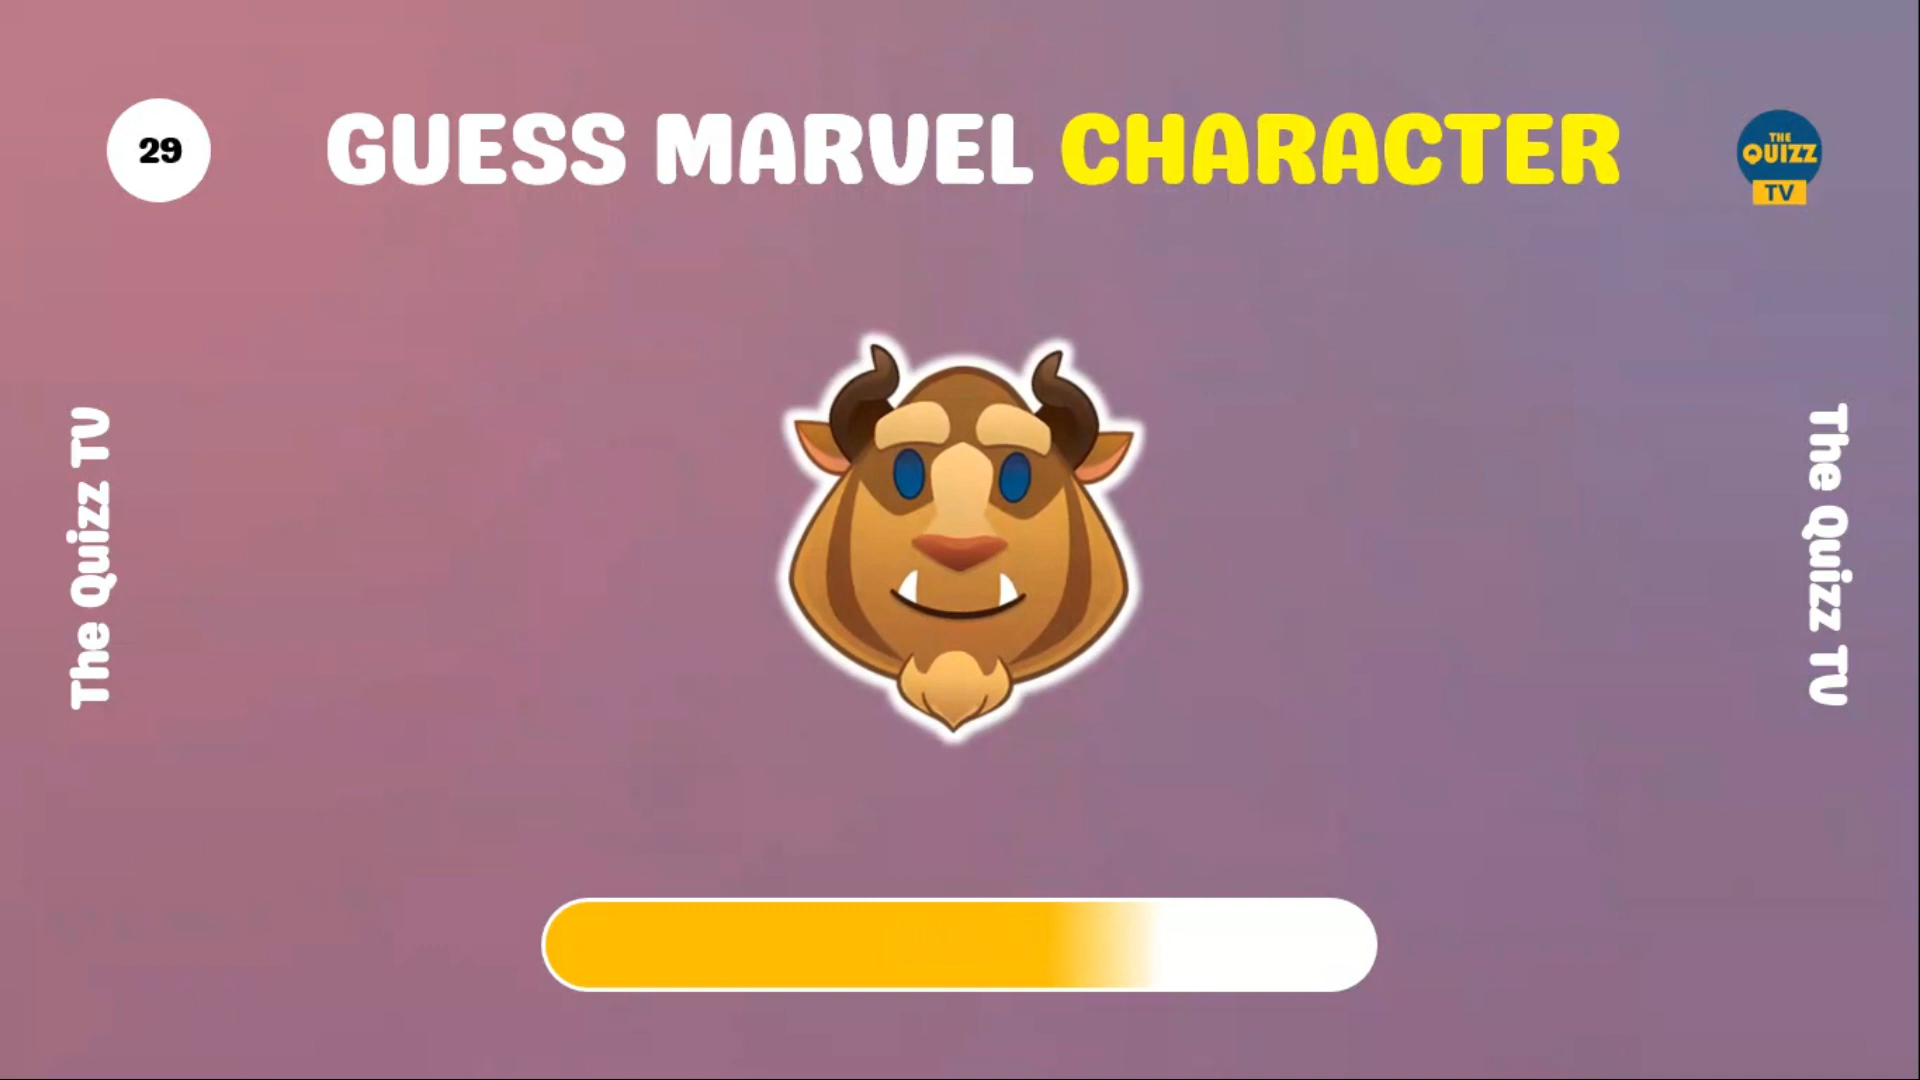 29
GUESS MARVEL CHARACTER
THE
QUIZZ
TV
The Quizz TV
The Quizz TV